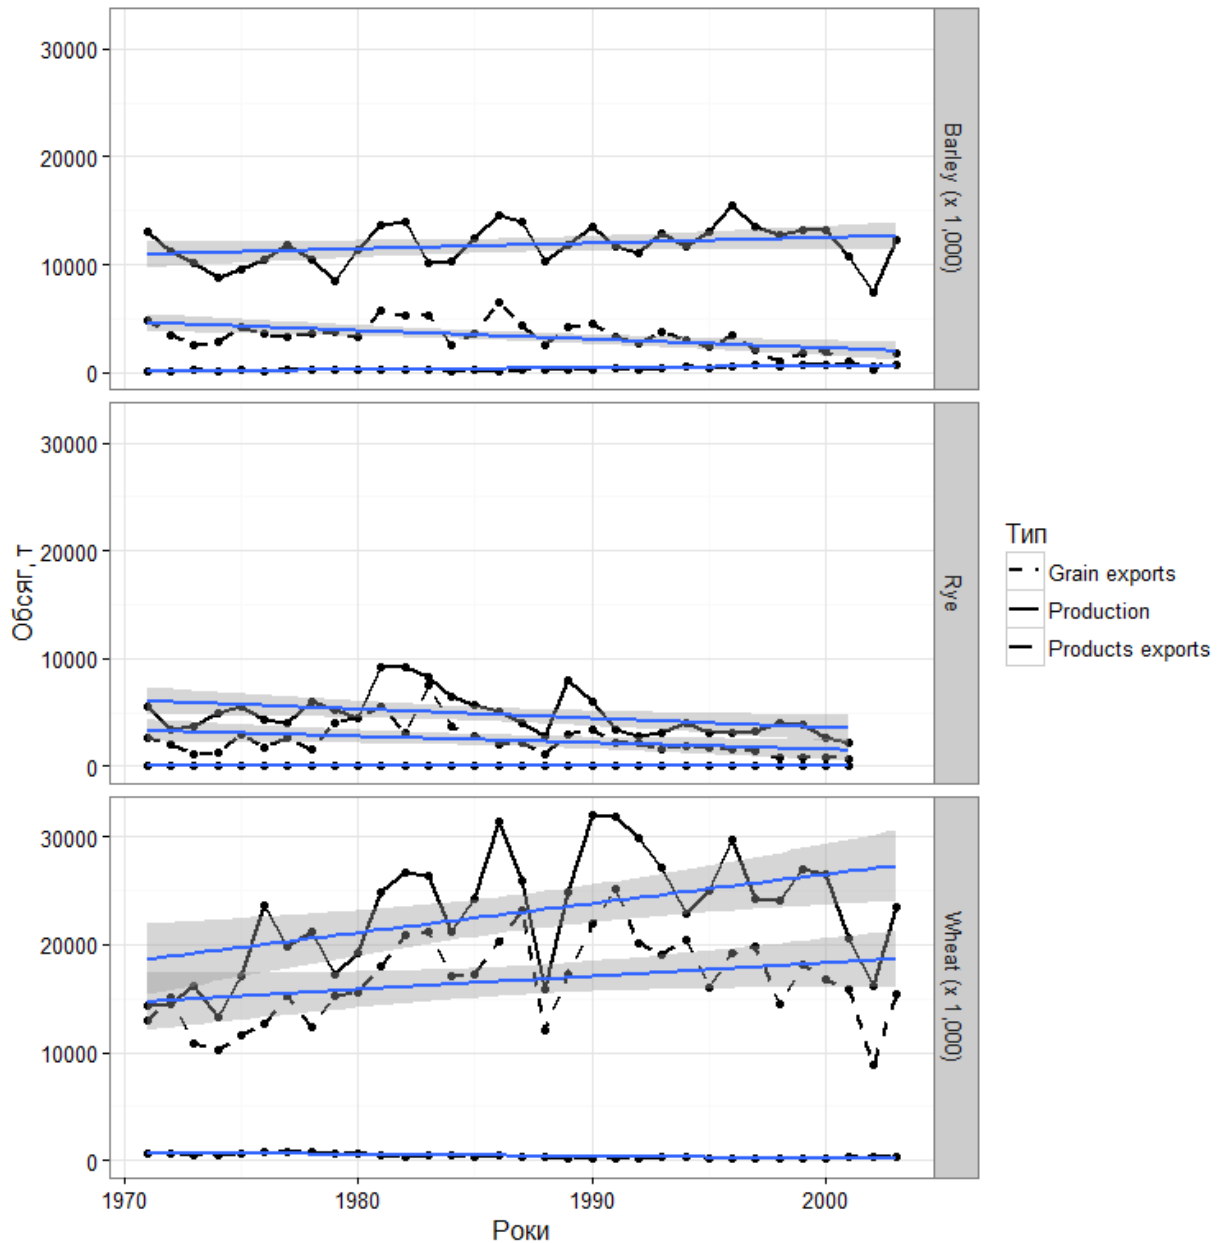 30000
20000
10000
0
Barley (x 1,000)
30000
20000
10000
0
Rye
30000
20000
10000
0
Wheat (x 1,000)
1970
1980
1990
2000
Роки
Обсяг, т
Тип
Grain exports
Production
Products exports